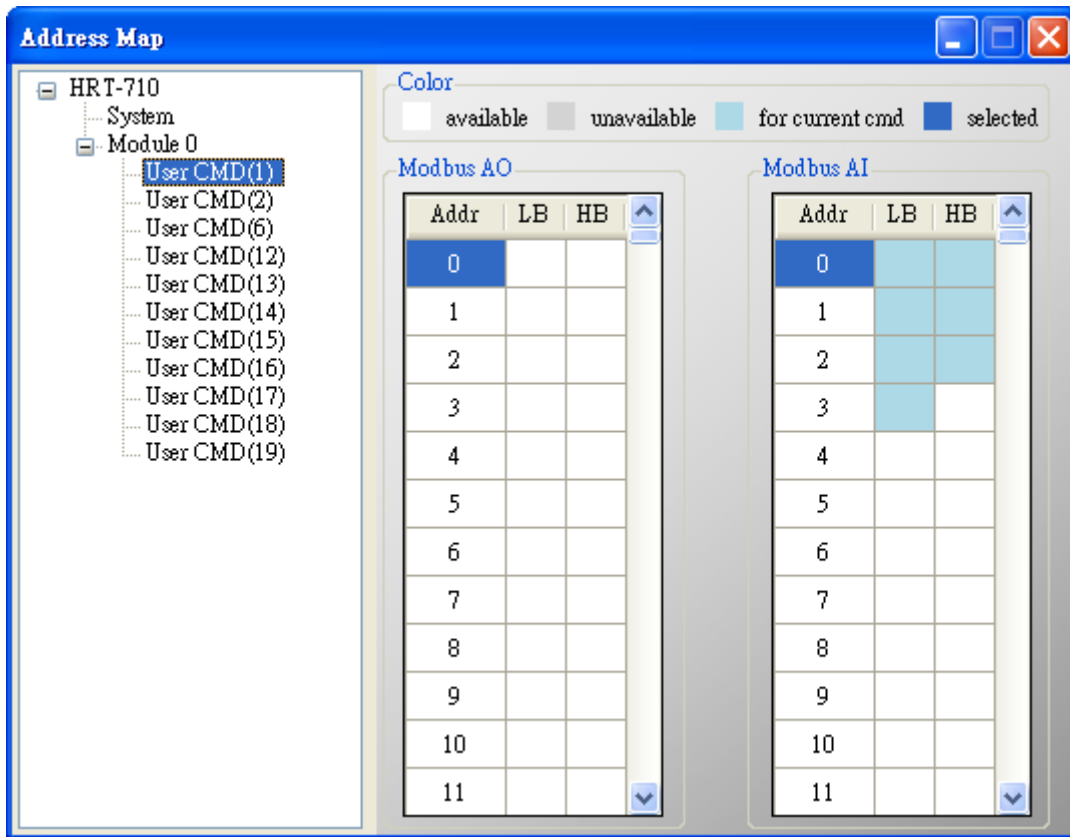 Address Map
HRT-710
System
Module 0
User CMD(1)
User CMD(2)
User CMD(6)
User CMD(12)
User CMD(13)
User CMD(14)
User CMD(15)
User CMD(16)
User CMD(17)
User CMD(18)
User CMD(19)
Color
available unavailable for current cmd selected
Modbus AO
Addr LB HB
0
1
2
3
4
5
6
7
8
9
10
11
Modbus AI
Addr LB HB
0
1
2
3
4
5
6
7
8
9
10
11